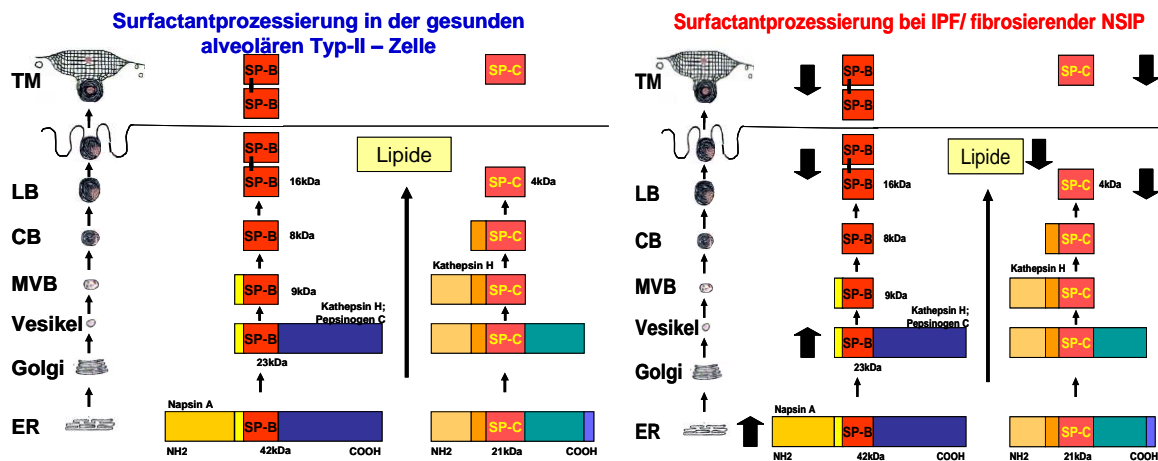 Surfactantprozessierung in der gesunden
alveolären Typ-II – Zelle
TM
SP-B
SP-C
SP-B
SP-B
Lipide
LB
SP-B
16kDa
SP-C
4kDa
CB
SP-B
8kDa
SP-C
MVB
Kathepsin H
SP-B
9kDa
SP-C
Kathepsin H;
Pepsinogen C
Vesikel
SP-B
SP-C
23kDa
Golgi
Napsin A
ER
SP-B
SP-C
NH2
42kDa
COOH
NH2
21kDa
COOH
Surfactantprozessierung bei IPF/ fibrosierender NSIP
TM
SP-B
SP-C
SP-B
SP-B
Lipide
LB
SP-B
16kDa
SP-C
4kDa
CB
SP-B
8kDa
SP-C
MVB
Kathepsin H
SP-B
9kDa
SP-C
Kathepsin H;
Pepsinogen C
Vesikel
SP-B
SP-C
23kDa
Golgi
Napsin A
ER
SP-B
SP-C
NH2
42kDa
COOH
NH2
21kDa
COOH